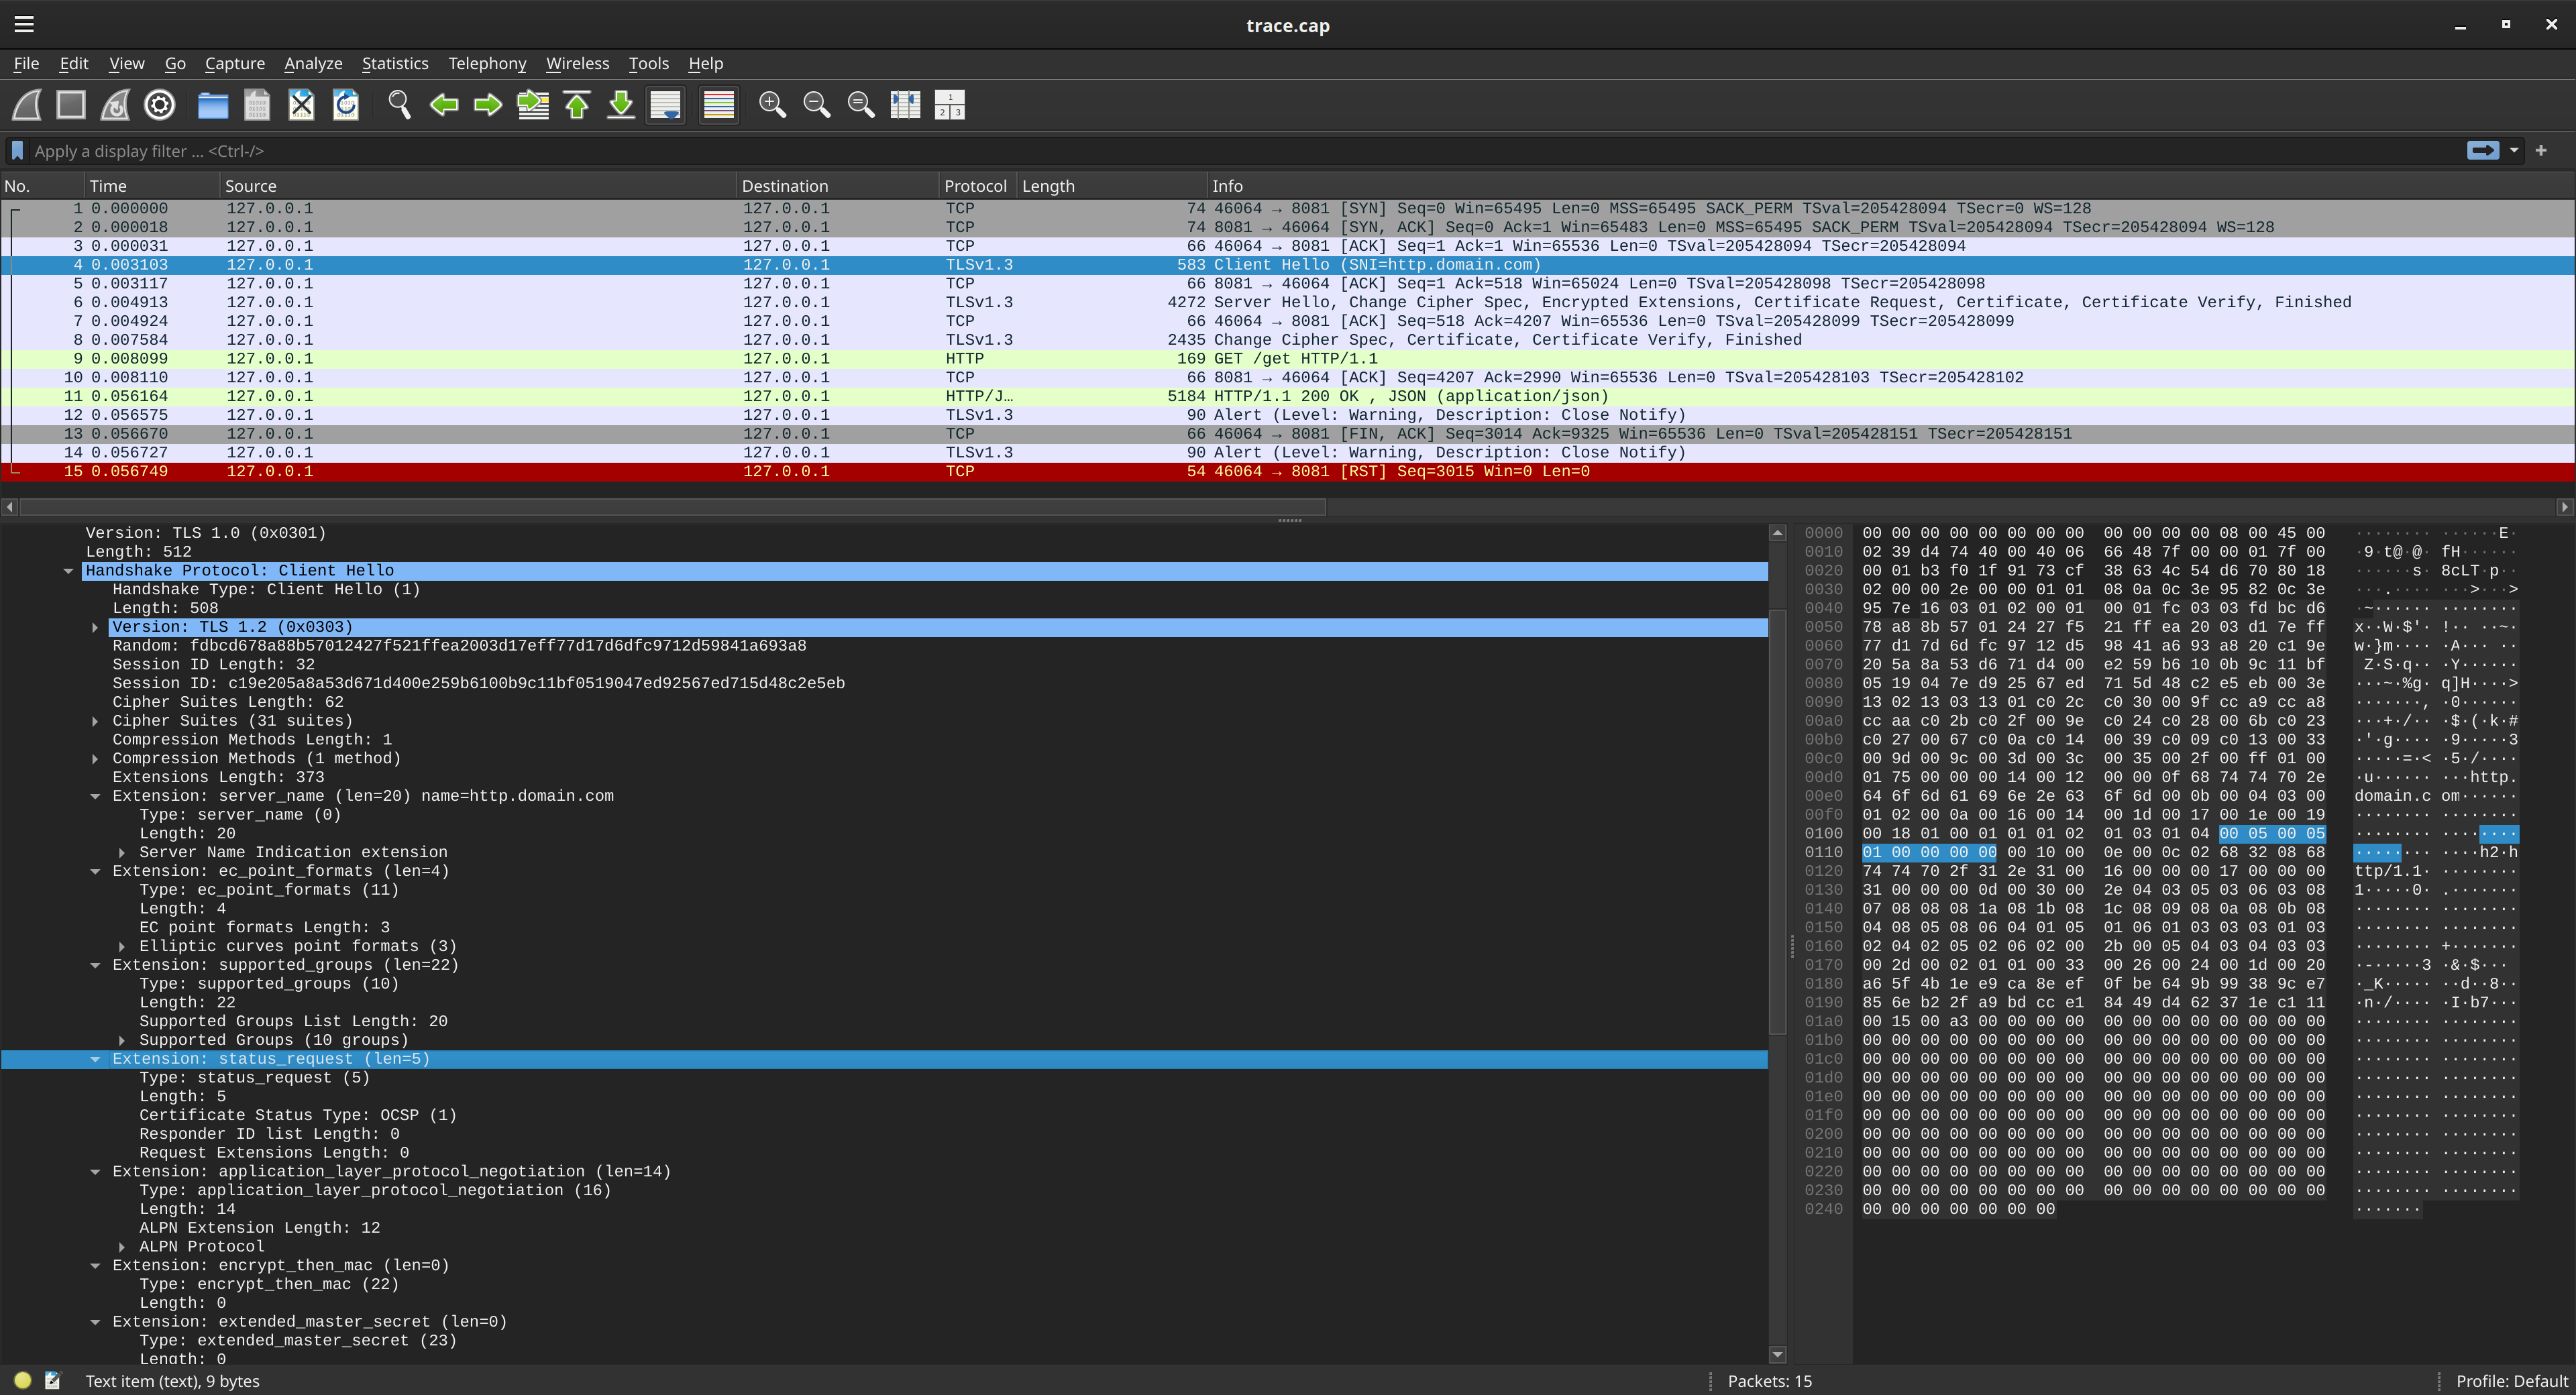 trace.cap
File Edit View Go Capture Analyze Statistics Telephony Wireless Tools Help
Apply a display filter ... <Ctrl-/>
No. Time Source Destination Protocol Length Info
1 0.000000 127.0.0.1 127.0.0.1 TCP 74 46064 → 8081 [SYN] Seq=0 Win=65495 Len=0 MSS=65495 SACK_PERM TSval=205428094 TSecr=0 WS=128
2 0.000018 127.0.0.1 127.0.0.1 TCP 74 8081 → 46064 [SYN, ACK] Seq=0 Ack=1 Win=65483 Len=0 MSS=65495 SACK_PERM TSval=205428094 TSecr=205428094 WS=128
3 0.000031 127.0.0.1 127.0.0.1 TCP 66 46064 → 8081 [ACK] Seq=1 Ack=1 Win=65536 Len=0 TSval=205428094 TSecr=205428094
4 0.003103 127.0.0.1 127.0.0.1 TLSv1.3 583 Client Hello (SNI=http.domain.com)
5 0.003117 127.0.0.1 127.0.0.1 TCP 66 8081 → 46064 [ACK] Seq=1 Ack=518 Win=65024 Len=0 TSval=205428098 TSecr=205428098
6 0.004913 127.0.0.1 127.0.0.1 TLSv1.3 4272 Server Hello, Change Cipher Spec, Encrypted Extensions, Certificate Request, Certificate, Certificate Verify, Finished
7 0.004924 127.0.0.1 127.0.0.1 TCP 66 46064 → 8081 [ACK] Seq=518 Ack=4207 Win=65536 Len=0 TSval=205428099 TSecr=205428099
8 0.007584 127.0.0.1 127.0.0.1 TLSv1.3 2435 Change Cipher Spec, Certificate, Certificate Verify, Finished
9 0.008099 127.0.0.1 127.0.0.1 HTTP 169 GET /get HTTP/1.1
10 0.008110 127.0.0.1 127.0.0.1 TCP 66 8081 → 46064 [ACK] Seq=4207 Ack=2990 Win=65536 Len=0 TSval=205428103 TSecr=205428102
11 0.056164 127.0.0.1 127.0.0.1 HTTP/J… 5184 HTTP/1.1 200 OK , JSON (application/json)
12 0.056575 127.0.0.1 127.0.0.1 TLSv1.3 90 Alert (Level: Warning, Description: Close Notify)
13 0.056670 127.0.0.1 127.0.0.1 TCP 66 46064 → 8081 [FIN, ACK] Seq=3014 Ack=9325 Win=65536 Len=0 TSval=205428151 TSecr=205428151
14 0.056727 127.0.0.1 127.0.0.1 TLSv1.3 90 Alert (Level: Warning, Description: Close Notify)
15 0.056749 127.0.0.1 127.0.0.1 TCP 54 46064 → 8081 [RST] Seq=3015 Win=0 Len=0
Version: TLS 1.0 (0x0301)
Length: 512
Handshake Protocol: Client Hello
Handshake Type: Client Hello (1)
Length: 508
Version: TLS 1.2 (0x0303)
Random: fdbcd678a88b57012427f521ffea2003d17eff77d17d6dfc9712d59841a693a8
Session ID Length: 32
Session ID: c19e205a8a53d671d400e259b6100b9c11bf0519047ed92567ed715d48c2e5eb
Cipher Suites Length: 62
Cipher Suites (31 suites)
Compression Methods Length: 1
Compression Methods (1 method)
Extensions Length: 373
Extension: server_name (len=20) name=http.domain.com
Type: server_name (0)
Length: 20
Server Name Indication extension
Extension: ec_point_formats (len=4)
Type: ec_point_formats (11)
Length: 4
EC point formats Length: 3
Elliptic curves point formats (3)
Extension: supported_groups (len=22)
Type: supported_groups (10)
Length: 22
Supported Groups List Length: 20
Supported Groups (10 groups)
Extension: status_request (len=5)
Type: status_request (5)
Length: 5
Certificate Status Type: OCSP (1)
Responder ID list Length: 0
Request Extensions Length: 0
Extension: application_layer_protocol_negotiation (len=14)
Type: application_layer_protocol_negotiation (16)
Length: 14
ALPN Extension Length: 12
ALPN Protocol
Extension: encrypt_then_mac (len=0)
Type: encrypt_then_mac (22)
Length: 0
Extension: extended_master_secret (len=0)
Type: extended_master_secret (23)
Length: 0
0000 00 00 00 00 00 00 00 00 00 00 00 00 08 00 45 00 ··············E·
0010 02 39 d4 74 40 00 40 06 66 48 7f 00 00 01 7f 00 ·9·t@·@·fH······
0020 00 01 b3 f0 1f 91 73 cf 38 63 4c 54 d6 70 80 18 ······s·8cLT·p··
0030 02 00 00 2e 00 00 01 01 08 0a 0c 3e 95 82 0c 3e ···.·······>···>
0040 95 7e 16 03 01 02 00 01 00 01 fc 03 03 fd bc d6 ·~··············
0050 78 a8 8b 57 01 24 27 f5 21 ff ea 20 03 d1 7e ff x··W·$'·!·· ··~·
0060 77 d1 7d 6d fc 97 12 d5 98 41 a6 93 a8 20 c1 9e w·}m·····A··· ··
0070 20 5a 8a 53 d6 71 d4 00 e2 59 b6 10 0b 9c 11 bf  Z·S·q···Y······
0080 05 19 04 7e d9 25 67 ed 71 5d 48 c2 e5 eb 00 3e ···~·%g·q]H····>
0090 13 02 13 03 13 01 c0 2c c0 30 00 9f cc a9 cc a8 ·······,·0······
00a0 cc aa c0 2b c0 2f 00 9e c0 24 c0 28 00 6b c0 23 ···+·/···$·(·k·#
00b0 c0 27 00 67 c0 0a c0 14 00 39 c0 09 c0 13 00 33 ·'·g·····9·····3
00c0 00 9d 00 9c 00 3d 00 3c 00 35 00 2f 00 ff 01 00 ·····=·<·5·/····
00d0 01 75 00 00 00 14 00 12 00 00 0f 68 74 74 70 2e ·u·········http.
00e0 64 6f 6d 61 69 6e 2e 63 6f 6d 00 0b 00 04 03 00 domain.com······
00f0 01 02 00 0a 00 16 00 14 00 1d 00 17 00 1e 00 19 ················
0100 00 18 01 00 01 01 01 02 01 03 01 04 00 05 00 05 ················
0110 01 00 00 00 00 00 10 00 0e 00 0c 02 68 32 08 68 ············h2·h
0120 74 74 70 2f 31 2e 31 00 16 00 00 00 17 00 00 00 ttp/1.1·········
0130 31 00 00 00 0d 00 30 00 2e 04 03 05 03 06 03 08 1·····0·.·······
0140 07 08 08 08 1a 08 1b 08 1c 08 09 08 0a 08 0b 08 ················
0150 04 08 05 08 06 04 01 05 01 06 01 03 03 03 01 03 ················
0160 02 04 02 05 02 06 02 00 2b 00 05 04 03 04 03 03 ········+·······
0170 00 2d 00 02 01 01 00 33 00 26 00 24 00 1d 00 20 ·-·····3·&·$··· 
0180 a6 5f 4b 1e e9 ca 8e ef 0f be 64 9b 99 38 9c e7 ·_K·······d··8··
0190 85 6e b2 2f a9 bd cc e1 84 49 d4 62 37 1e c1 11 ·n·/·····I·b7···
01a0 00 15 00 a3 00 00 00 00 00 00 00 00 00 00 00 00 ················
01b0 00 00 00 00 00 00 00 00 00 00 00 00 00 00 00 00 ················
01c0 00 00 00 00 00 00 00 00 00 00 00 00 00 00 00 00 ················
01d0 00 00 00 00 00 00 00 00 00 00 00 00 00 00 00 00 ················
01e0 00 00 00 00 00 00 00 00 00 00 00 00 00 00 00 00 ················
01f0 00 00 00 00 00 00 00 00 00 00 00 00 00 00 00 00 ················
0200 00 00 00 00 00 00 00 00 00 00 00 00 00 00 00 00 ················
0210 00 00 00 00 00 00 00 00 00 00 00 00 00 00 00 00 ················
0220 00 00 00 00 00 00 00 00 00 00 00 00 00 00 00 00 ················
0230 00 00 00 00 00 00 00 00 00 00 00 00 00 00 00 00 ················
0240 00 00 00 00 00 00 00 ·······
Text item (text), 9 bytes
Packets: 15
Profile: Default